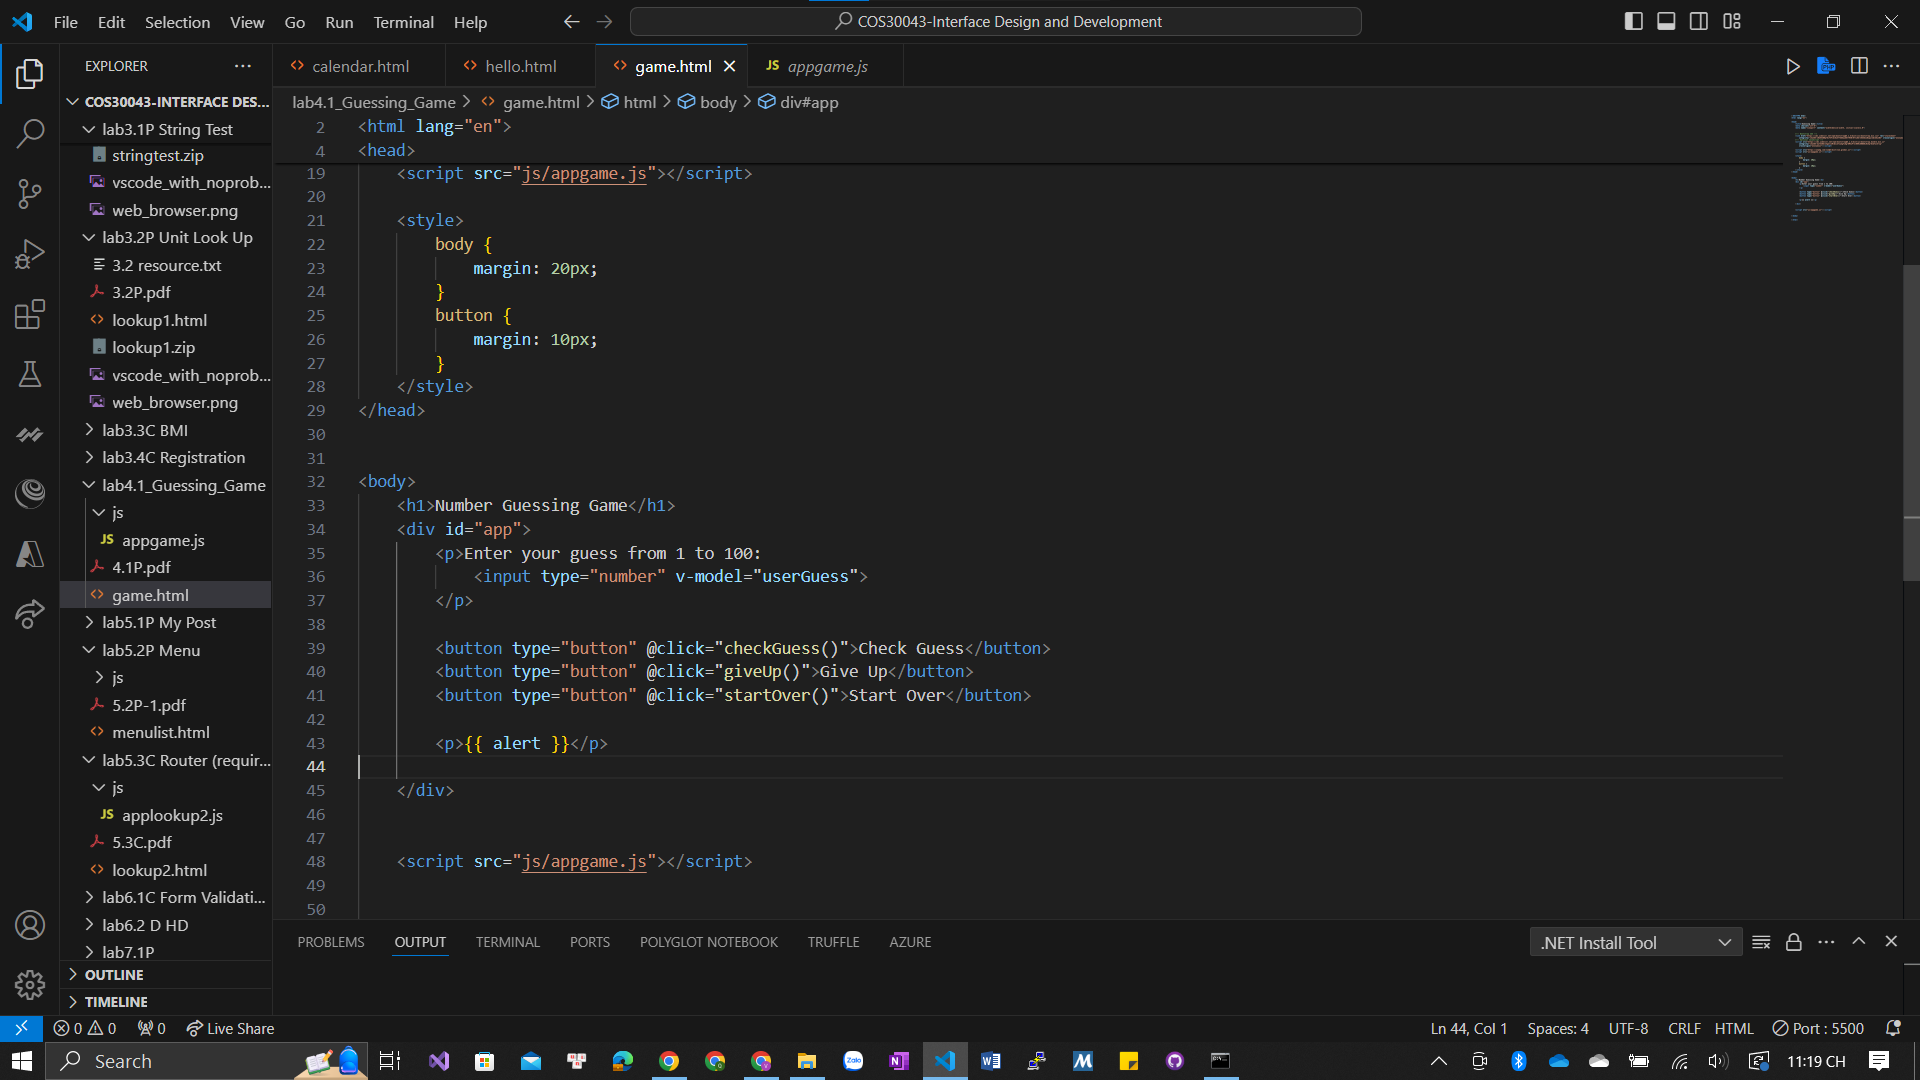 File Edit Selection View Go Run Terminal Help
COS30043-Interface Design and Development
EXPLORER
COS30043-INTERFACE DES...
lab3.1P String Test
stringtest.zip
vscode_with_noprob...
web_browser.png
lab3.2P Unit Look Up
3.2 resource.txt
3.2P.pdf
lookup1.html
lookup1.zip
vscode_with_noprob...
web_browser.png
lab3.3C BMI
lab3.4C Registration
lab4.1_Guessing_Game
js
JS appgame.js
4.1P.pdf
game.html
lab5.1P My Post
lab5.2P Menu
js
5.2P-1.pdf
menulist.html
lab5.3C Router (requir...
js
JS applookup2.js
5.3C.pdf
lookup2.html
lab6.1C Form Validati...
lab6.2 D HD
lab7.1P
OUTLINE
TIMELINE
calendar.html hello.html game.html JS appgame.js
lab4.1_Guessing_Game > game.html > html > body > div#app
2 <html lang="en">
4 <head>
19 <script src="js/appgame.js"></script>
20
21 <style>
22 body {
23 margin: 20px;
24 }
25 button {
26 margin: 10px;
27 }
28 </style>
29 </head>
30
31
32 <body>
33 <h1>Number Guessing Game</h1>
34 <div id="app">
35 <p>Enter your guess from 1 to 100:
36 <input type="number" v-model="userGuess">
37 </p>
38
39 <button type="button" @click="checkGuess()">Check Guess</button>
40 <button type="button" @click="giveUp()">Give Up</button>
41 <button type="button" @click="startOver()">Start Over</button>
42
43 <p>{{ alert }}</p>
44
45 </div>
46
47
48 <script src="js/appgame.js"></script>
49
50
PROBLEMS OUTPUT TERMINAL PORTS POLYGLOT NOTEBOOK TRUFFLE AZURE
.NET Install Tool
0 0 0 Live Share
Ln 44, Col 1 Spaces: 4 UTF-8 CRLF HTML Port : 5500
Search
Zalo
11:19 CH